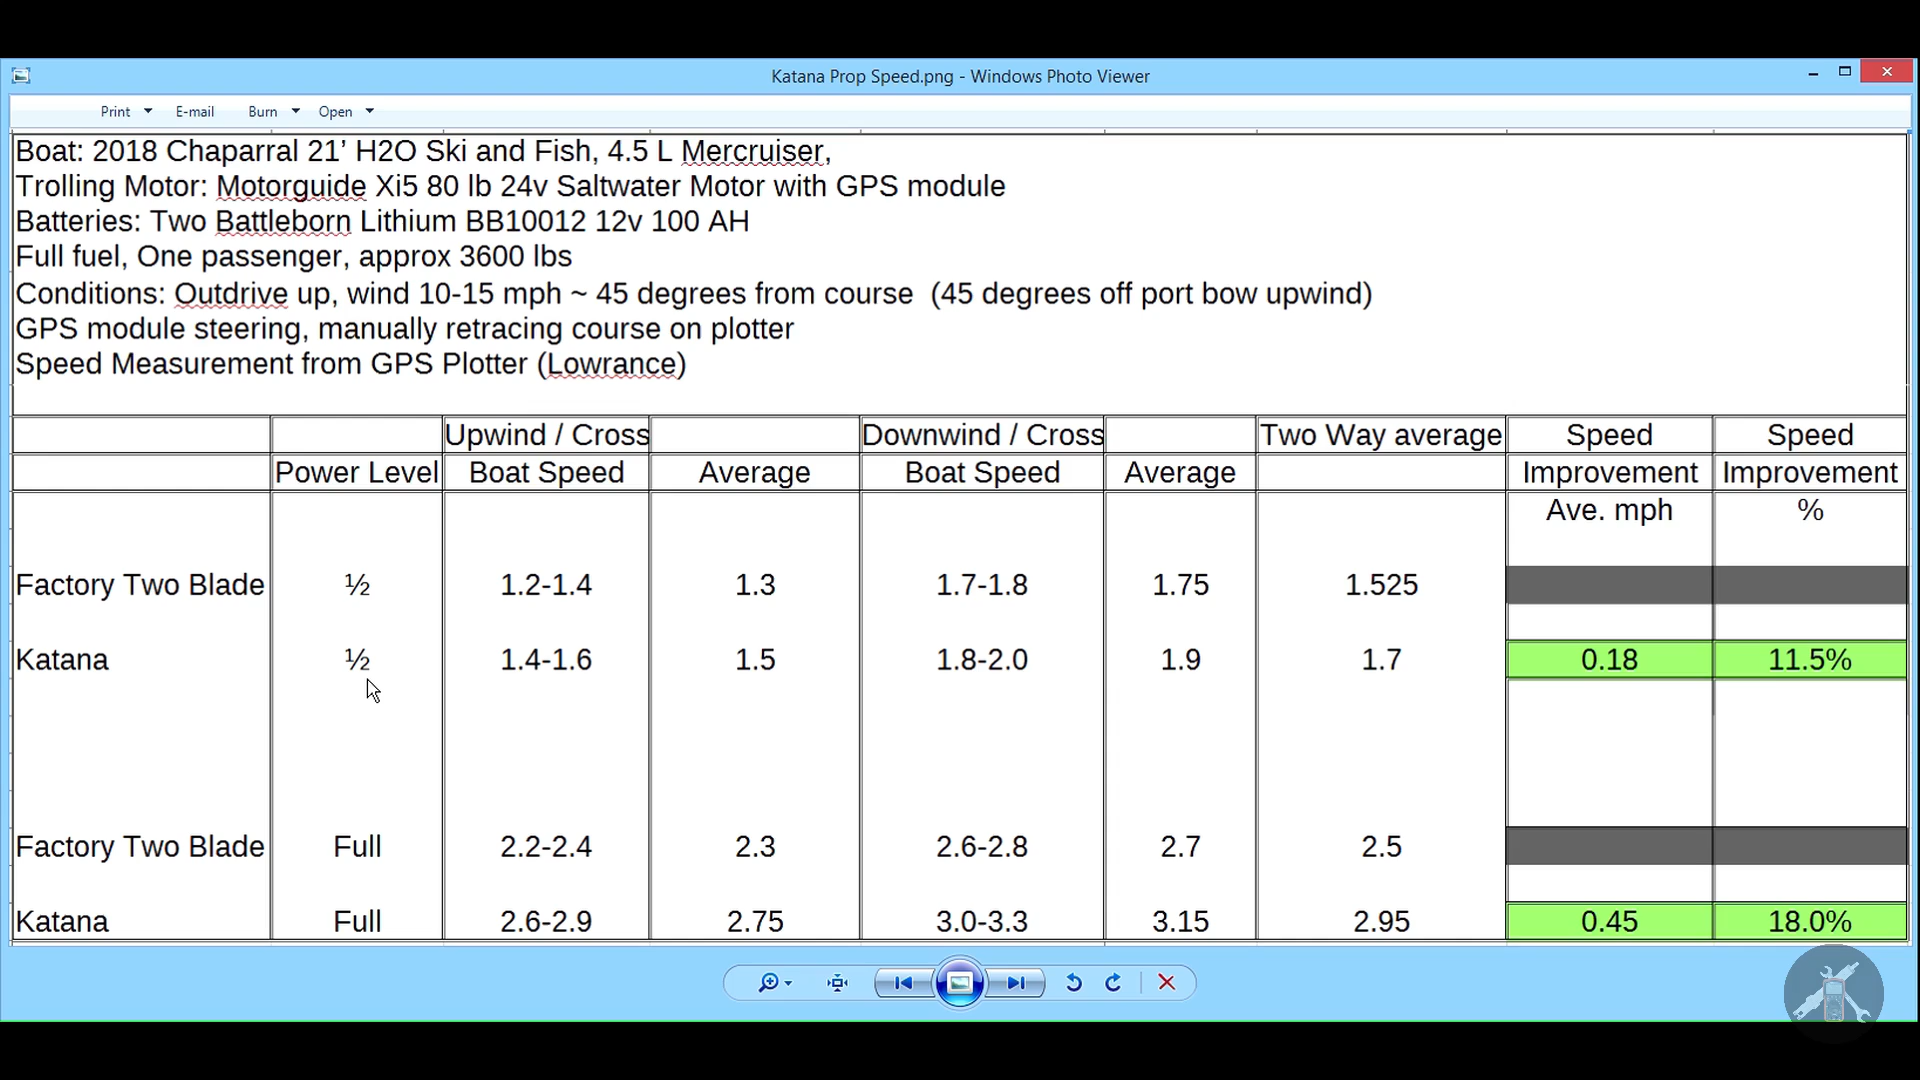 Katana Prop Speed.png - Windows Photo Viewer
Print E-mail Burn Open
Boat: 2018 Chaparral 21’ H2O Ski and Fish, 4.5 L Mercruiser,
Trolling Motor: Motorguide Xi5 80 lb 24v Saltwater Motor with GPS module
Batteries: Two Battleborn Lithium BB10012 12v 100 AH
Full fuel, One passenger, approx 3600 lbs
Conditions: Outdrive up, wind 10-15 mph ~ 45 degrees from course (45 degrees off port bow upwind)
GPS module steering, manually retracing course on plotter
Speed Measurement from GPS Plotter (Lowrance)
Upwind / Cross Downwind / Cross Two Way average Speed Speed
Power Level Boat Speed Average Boat Speed Average Improvement Improvement
Ave. mph %
Factory Two Blade ½ 1.2-1.4 1.3 1.7-1.8 1.75 1.525
Katana ½ 1.4-1.6 1.5 1.8-2.0 1.9 1.7 0.18 11.5%
Factory Two Blade Full 2.2-2.4 2.3 2.6-2.8 2.7 2.5
Katana Full 2.6-2.9 2.75 3.0-3.3 3.15 2.95 0.45 18.0%